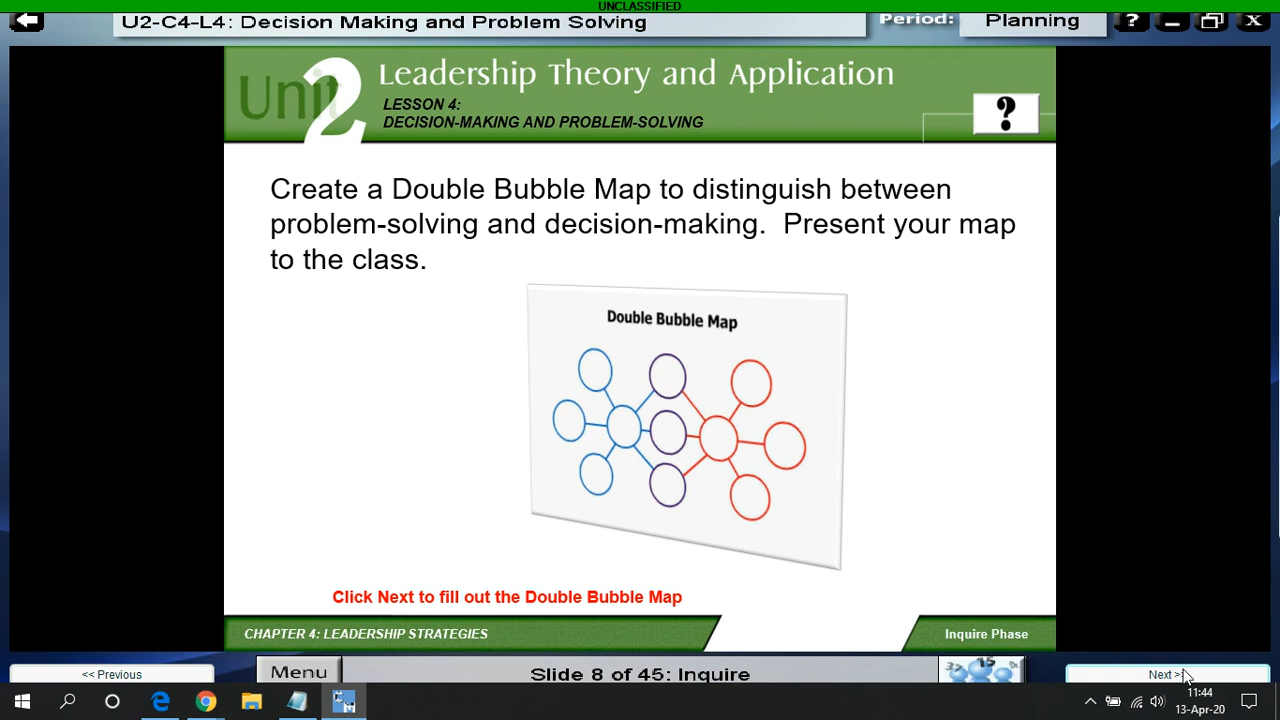 UNCLASSIFIED
U2-C4-L4: Decision Making and Problem Solving
Period:
Planning
?
X
Unit 2
Leadership Theory and Application
LESSON 4:
DECISION-MAKING AND PROBLEM-SOLVING
?
Create a Double Bubble Map to distinguish between
problem-solving and decision-making. Present your map
to the class.
Double Bubble Map
Click Next to fill out the Double Bubble Map
CHAPTER 4: LEADERSHIP STRATEGIES
Inquire Phase
<< Previous
Menu
Slide 8 of 45: Inquire
15
Next >
11:44
13-Apr-20